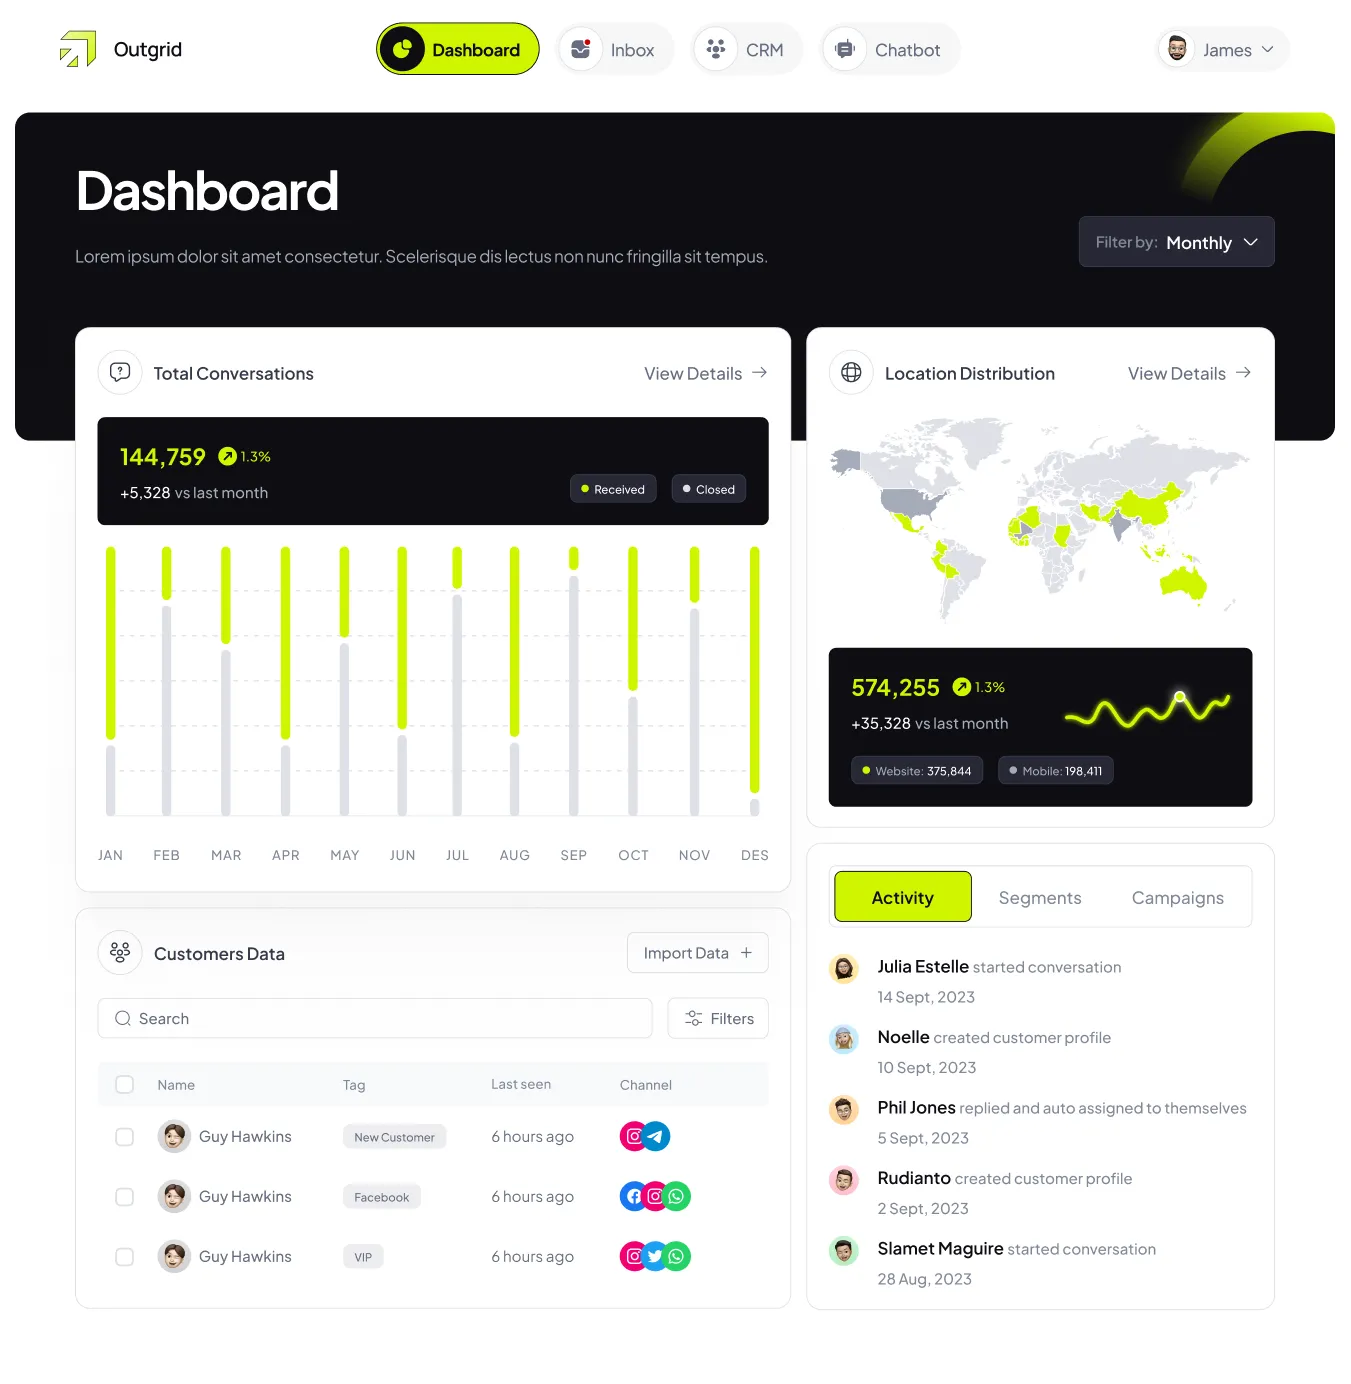 Outgrid
Dashboard
Inbox
CRM
Chatbot
James
Dashboard
Lorem ipsum dolor sit amet consectetur. Scelerisque dis lectus non nunc fringilla sit tempus.
Filter by: Monthly
Total Conversations
View Details
144,759
1.3%
+5,328 vs last month
Received
Closed
JAN FEB MAR APR MAY JUN JUL AUG SEP OCT NOV DES
Location Distribution
View Details
574,255
1.3%
+35,328 vs last month
Website: 375,844
Mobile: 198,411
Customers Data
Import Data +
Search
Filters
Name Tag Last seen Channel
Guy Hawkins New Customer 6 hours ago
Guy Hawkins Facebook 6 hours ago
Guy Hawkins VIP 6 hours ago
Activity Segments Campaigns
Julia Estelle started conversation
14 Sept, 2023
Noelle created customer profile
10 Sept, 2023
Phil Jones replied and auto assigned to themselves
5 Sept, 2023
Rudianto created customer profile
2 Sept, 2023
Slamet Maguire started conversation
28 Aug, 2023